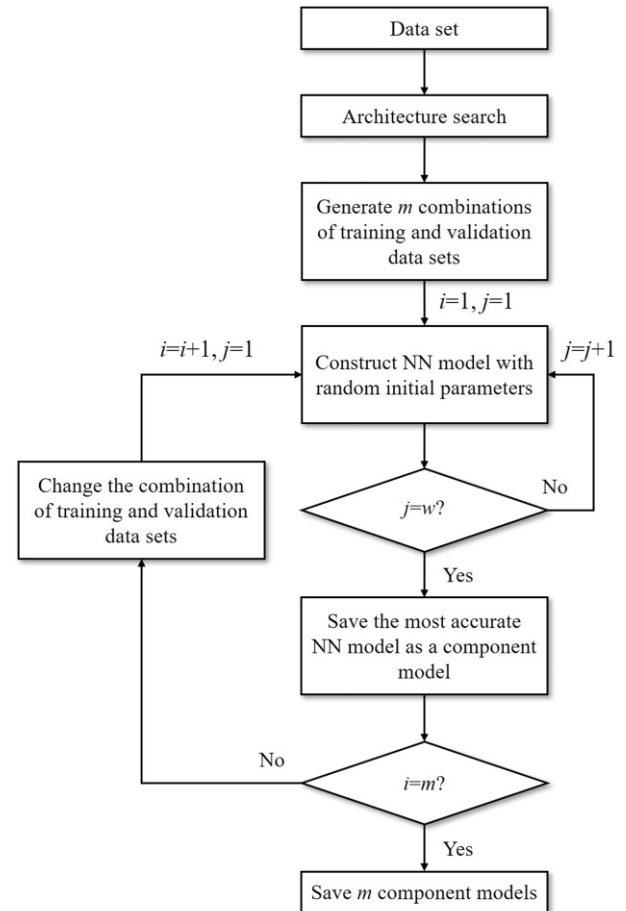 Data set
Architecture search
Generate m combinations
of training and validation
data sets
i=1, j=1
i=i+1, j=1
Construct NN model with
random initial parameters
j=j+1
Change the combination
of training and validation
data sets
j=w?
No
Yes
Save the most accurate
NN model as a component
model
No
i=m?
Yes
Save m component models